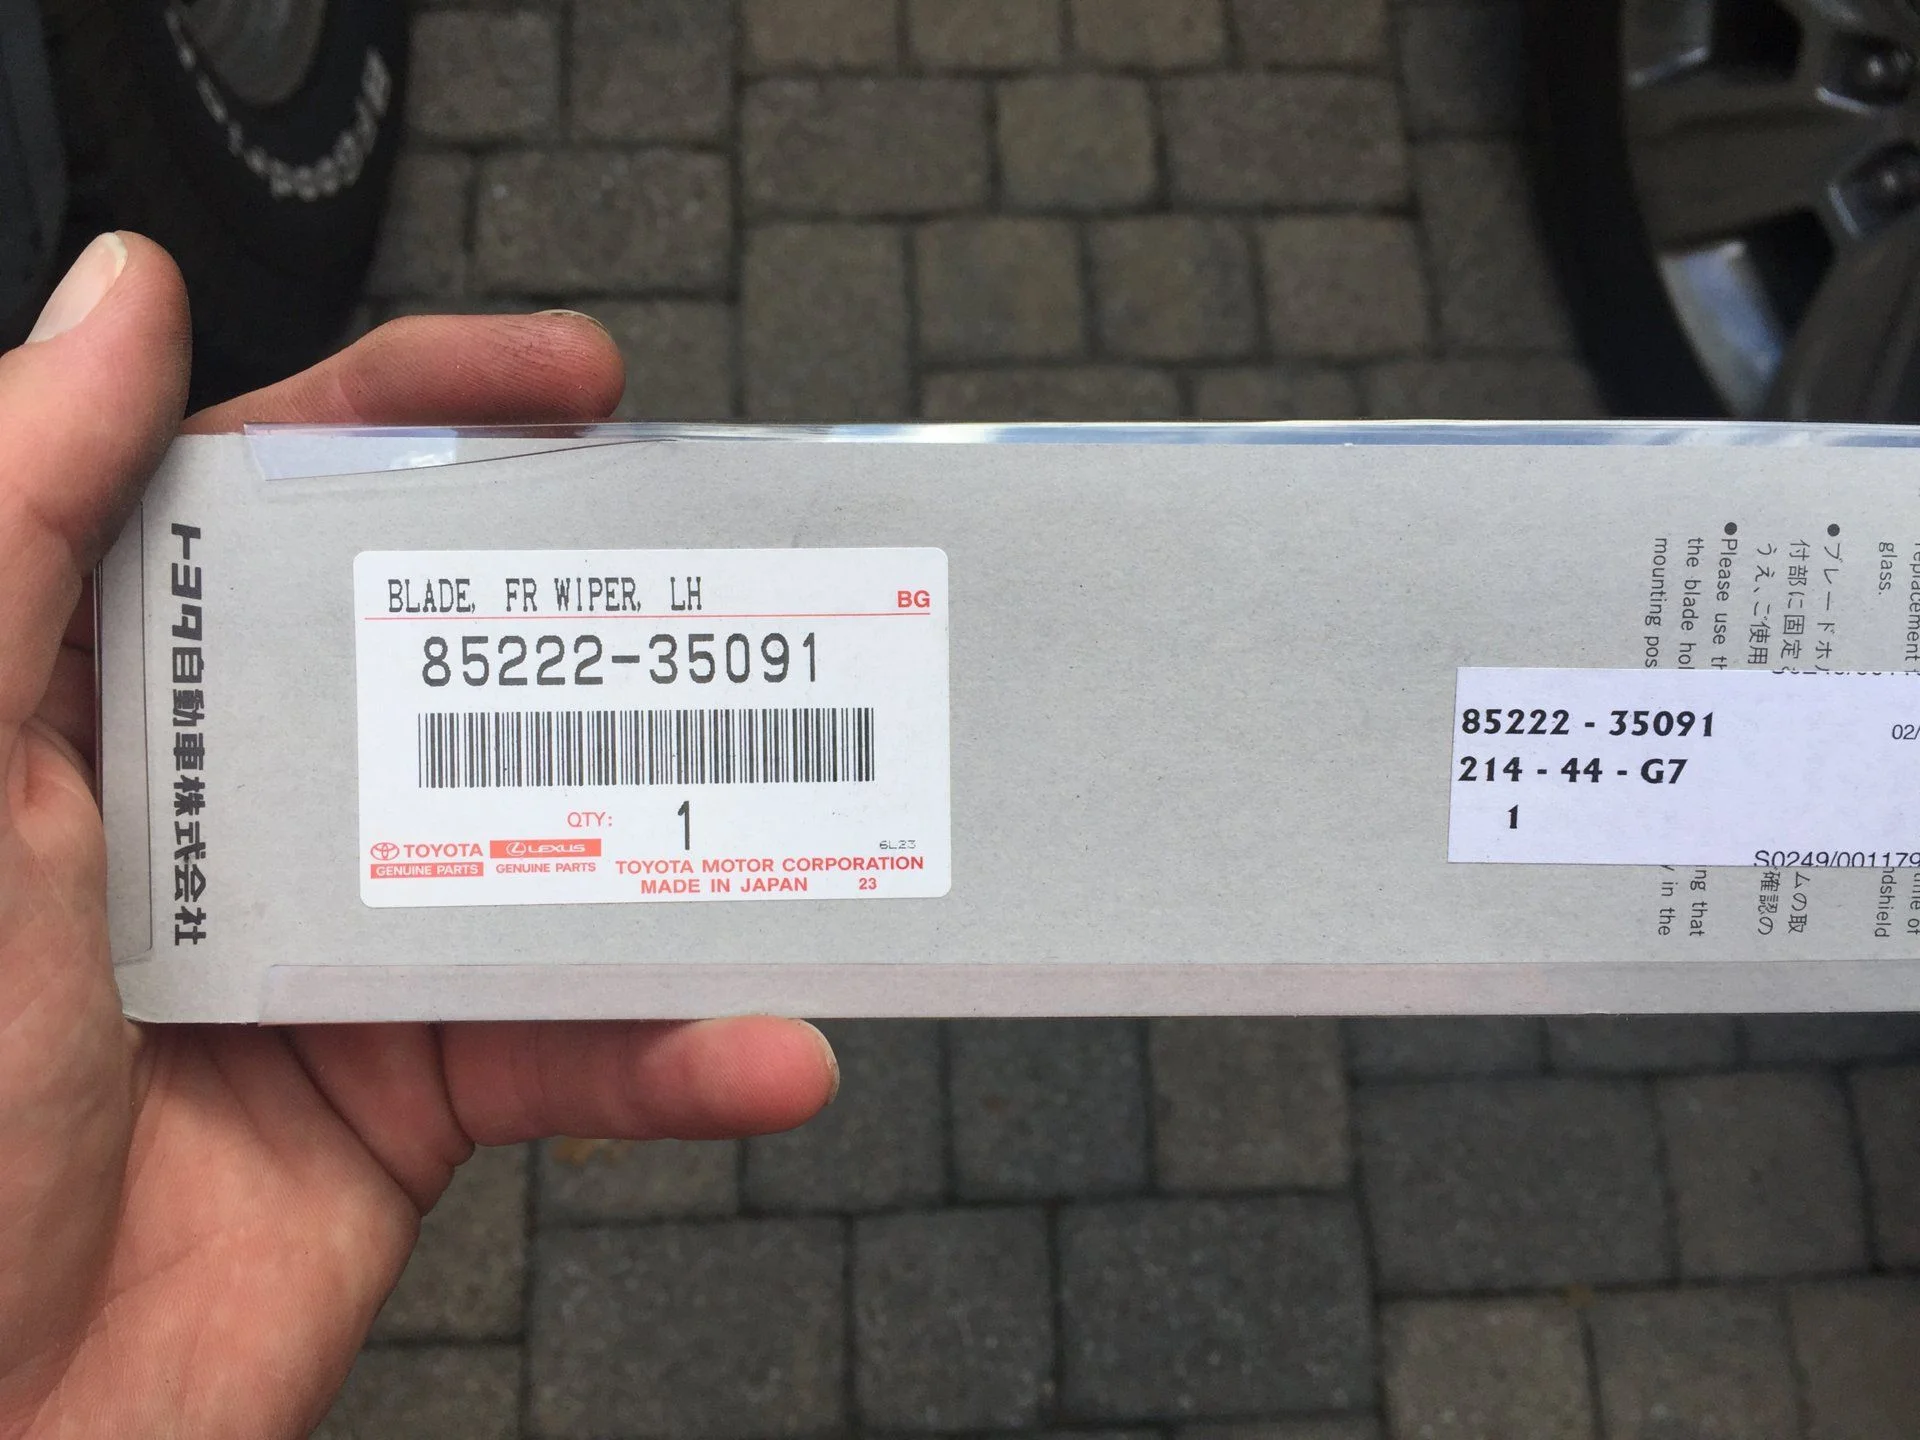 トヨタ自動車株式会社
BLADE, FR WIPER, LH
BG
85222-35091
QTY: 1
TOYOTA
GENUINE PARTS
LEXUS
GENUINE PARTS
6L23
TOYOTA MOTOR CORPORATION
MADE IN JAPAN 23
85222 - 35091
02/
214 - 44 - G7
1
S0249/001179
glass.
ndshield
●ブレードホ
ムの取
付部に固定
確認の
うえ、ご使用
●Please use
the blade
ing that
mounting
in the